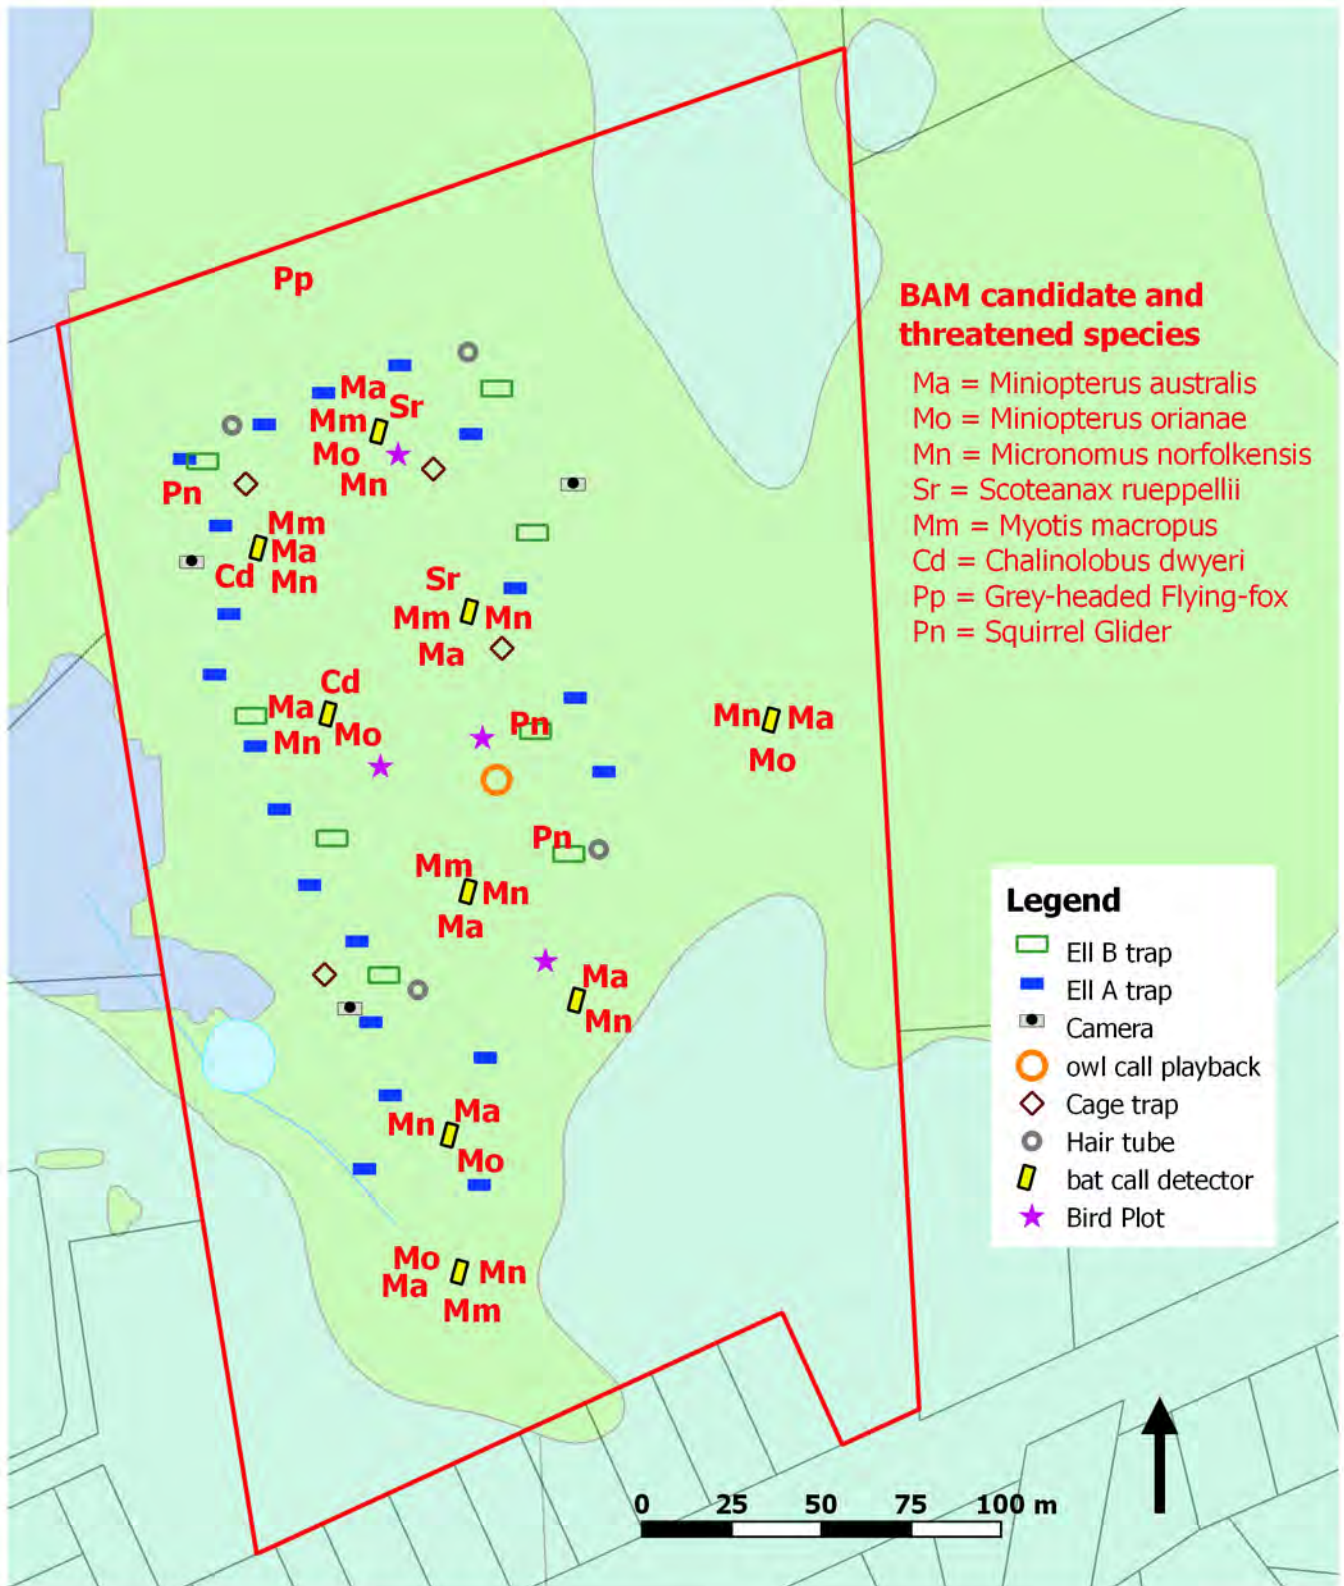 Pp
BAM candidate and
threatened species
Ma = Miniopterus australis
Mo = Miniopterus orianae
Mn = Micronomus norfolkensis
Sr = Scoteanax rueppellii
Mm = Myotis macropus
Cd = Chalinolobus dwyeri
Pp = Grey-headed Flying-fox
Pn = Squirrel Glider
Ma
Sr
Mm
Mo
Mn
Pn
Mm
Ma
Cd
Mn
Sr
Mm
Mn
Ma
Cd
Ma
Mo
Mn
Pn
Mn
Ma
Mo
Pn
Mm
Mn
Ma
Ma
Mn
Ma
Mn
Mo
Mo
Ma
Mn
Mm
Legend
Ell B trap
Ell A trap
Camera
owl call playback
Cage trap
Hair tube
bat call detector
Bird Plot
0 25 50 75 100 m